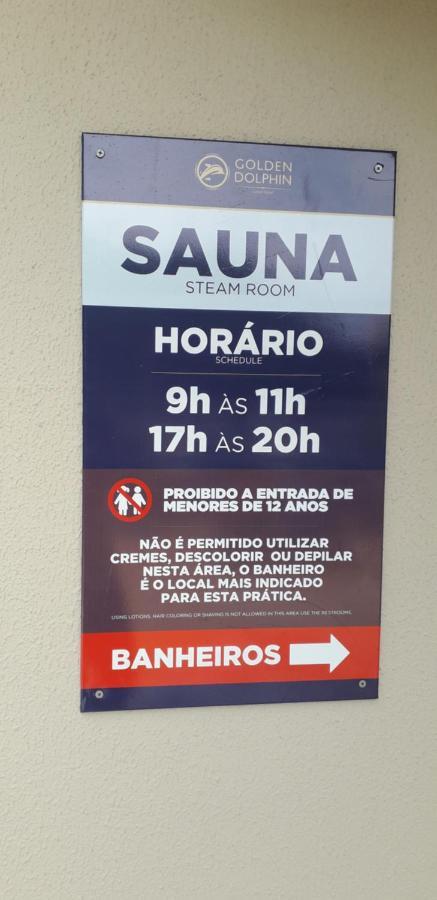 GOLDEN
DOLPHIN
SAUNA
STEAM ROOM
HORÁRIO
SCHEDULE
9h ÀS 11h
17h ÀS 20h
PROIBIDO A ENTRADA DE
MENORES DE 12 ANOS
NÃO É PERMITIDO UTILIZAR
CREMES, DESCOLORIR OU DEPILAR
NESTA ÁREA, O BANHEIRO
É O LOCAL MAIS INDICADO
PARA ESTA PRÁTICA.
USING LOTIONS, HAIR COLORING OR SHAVING IS NOT ALLOWED IN THIS AREA USE THE RESTROOMS.
BANHEIROS